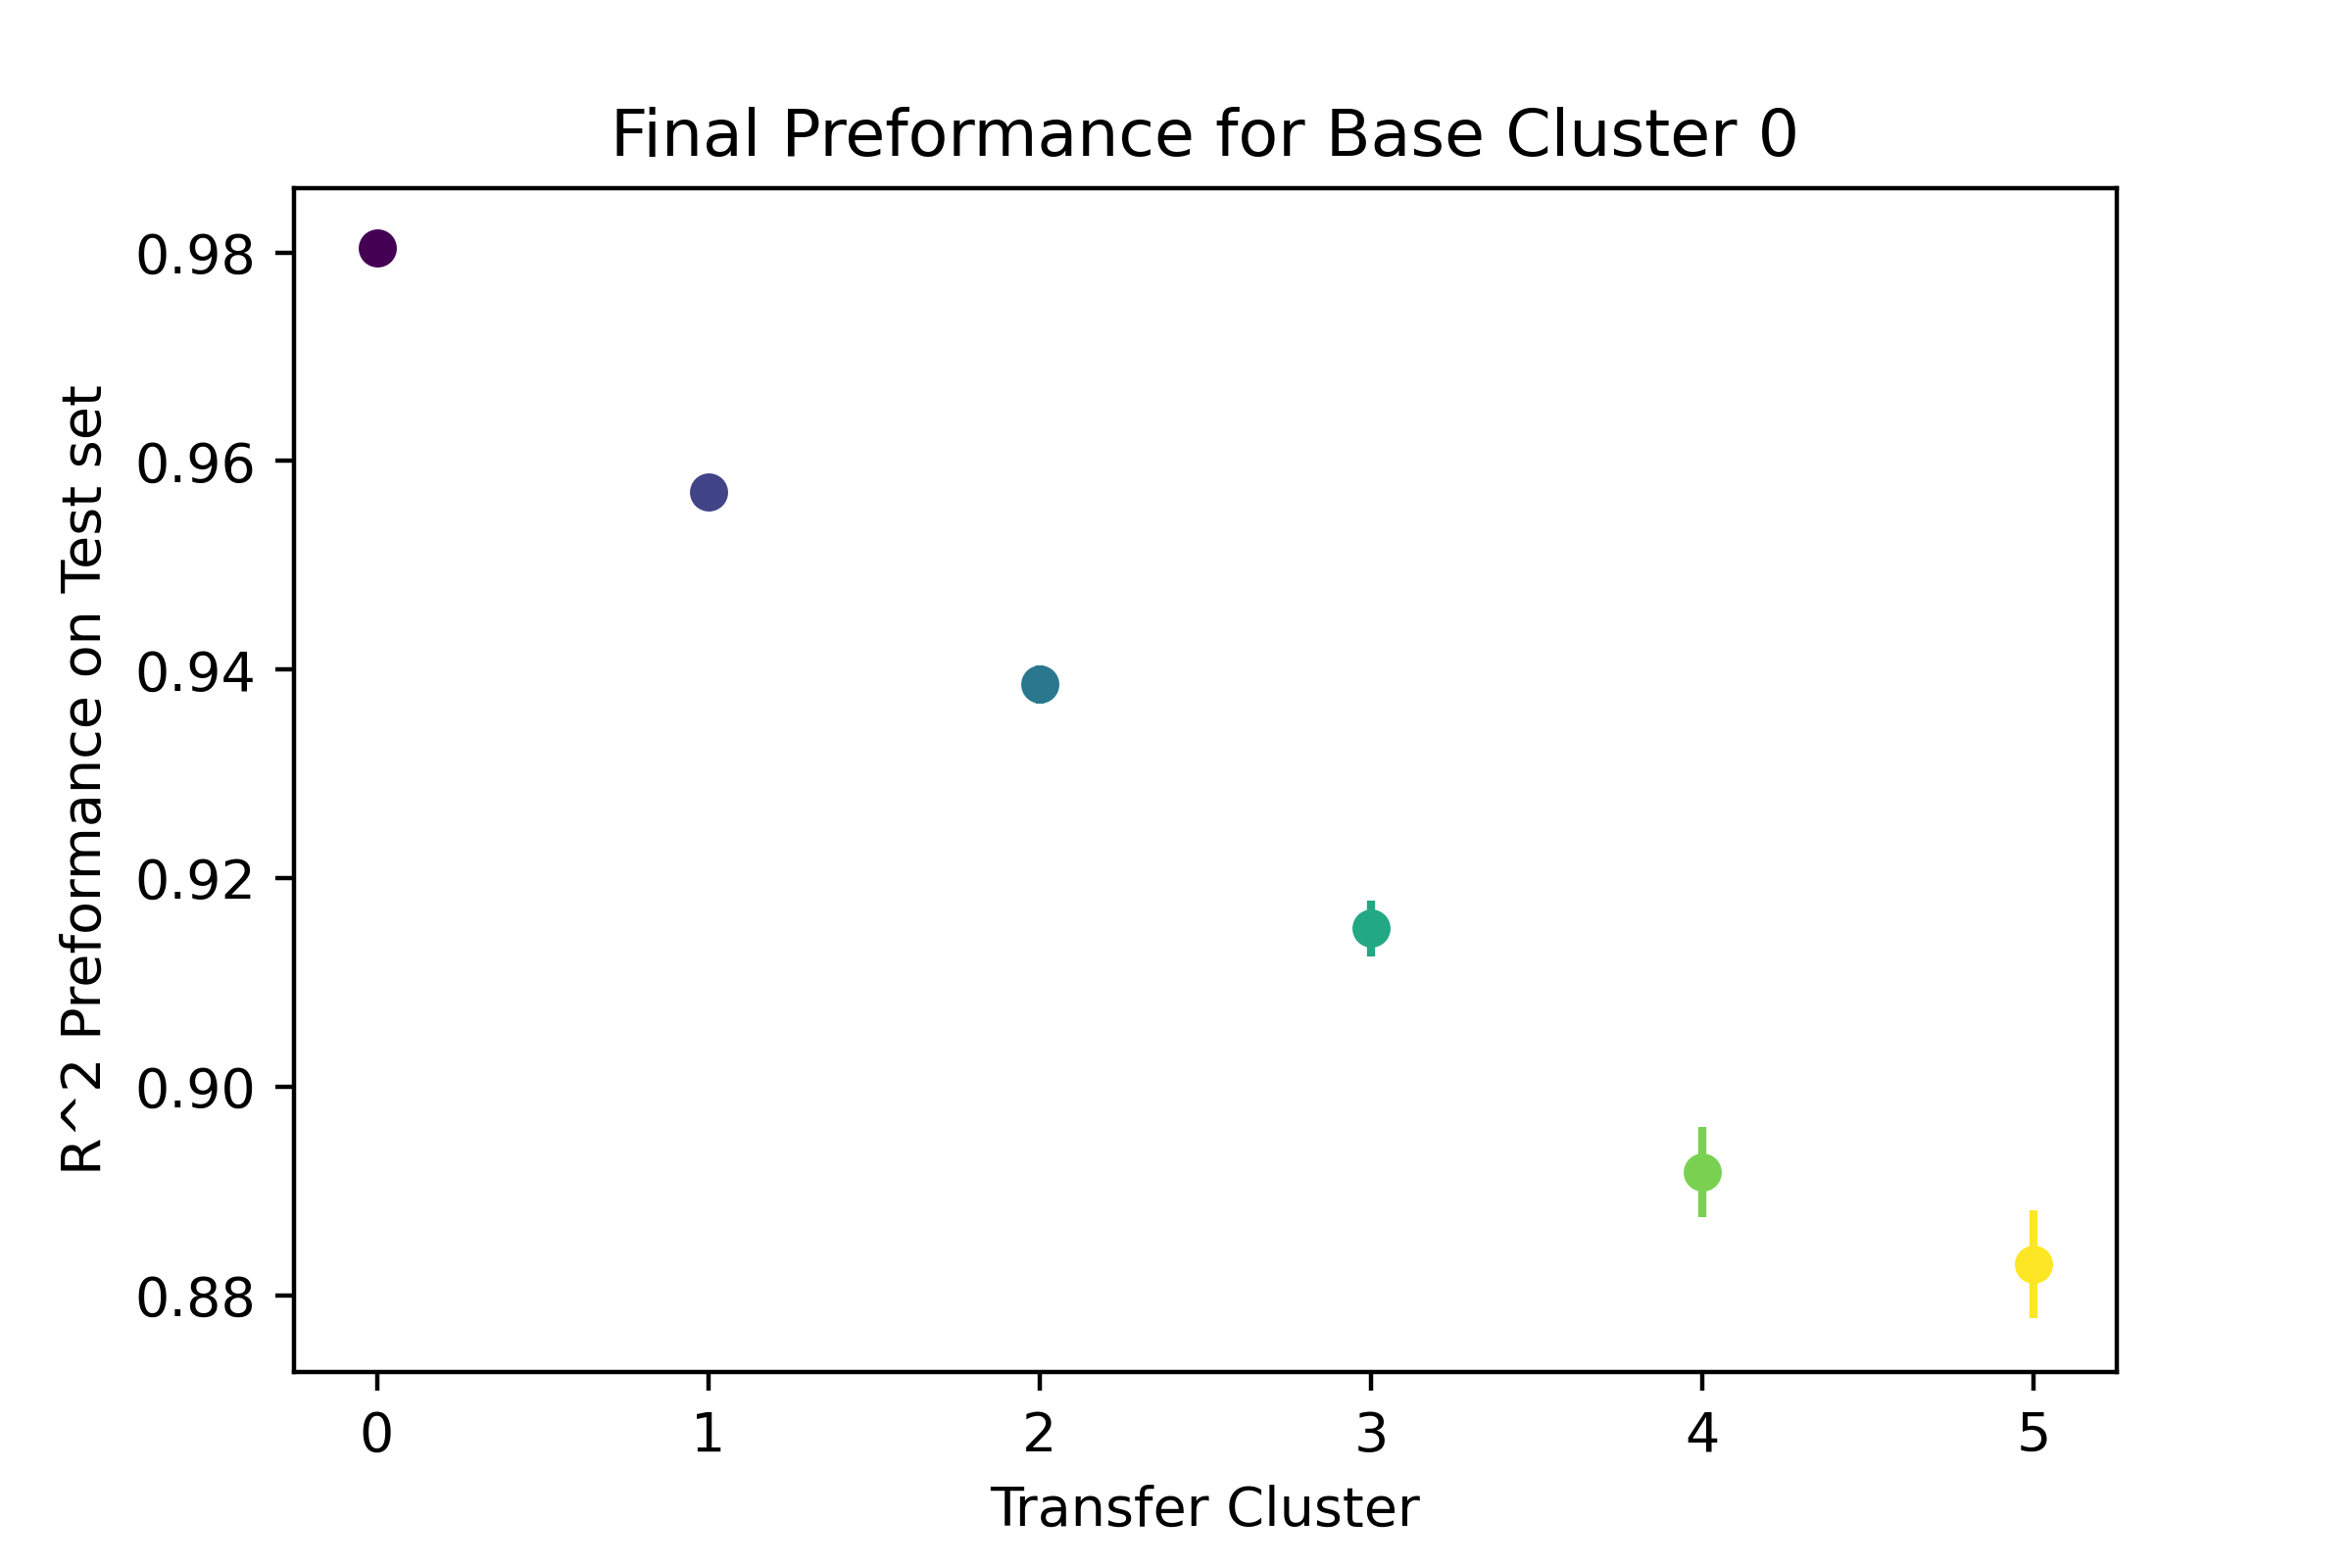 Final Preformance for Base Cluster 0
R^2 Preformance on Test set
0.98
0.96
0.94
0.92
0.90
0.88
0 1 2 3 4 5
Transfer Cluster